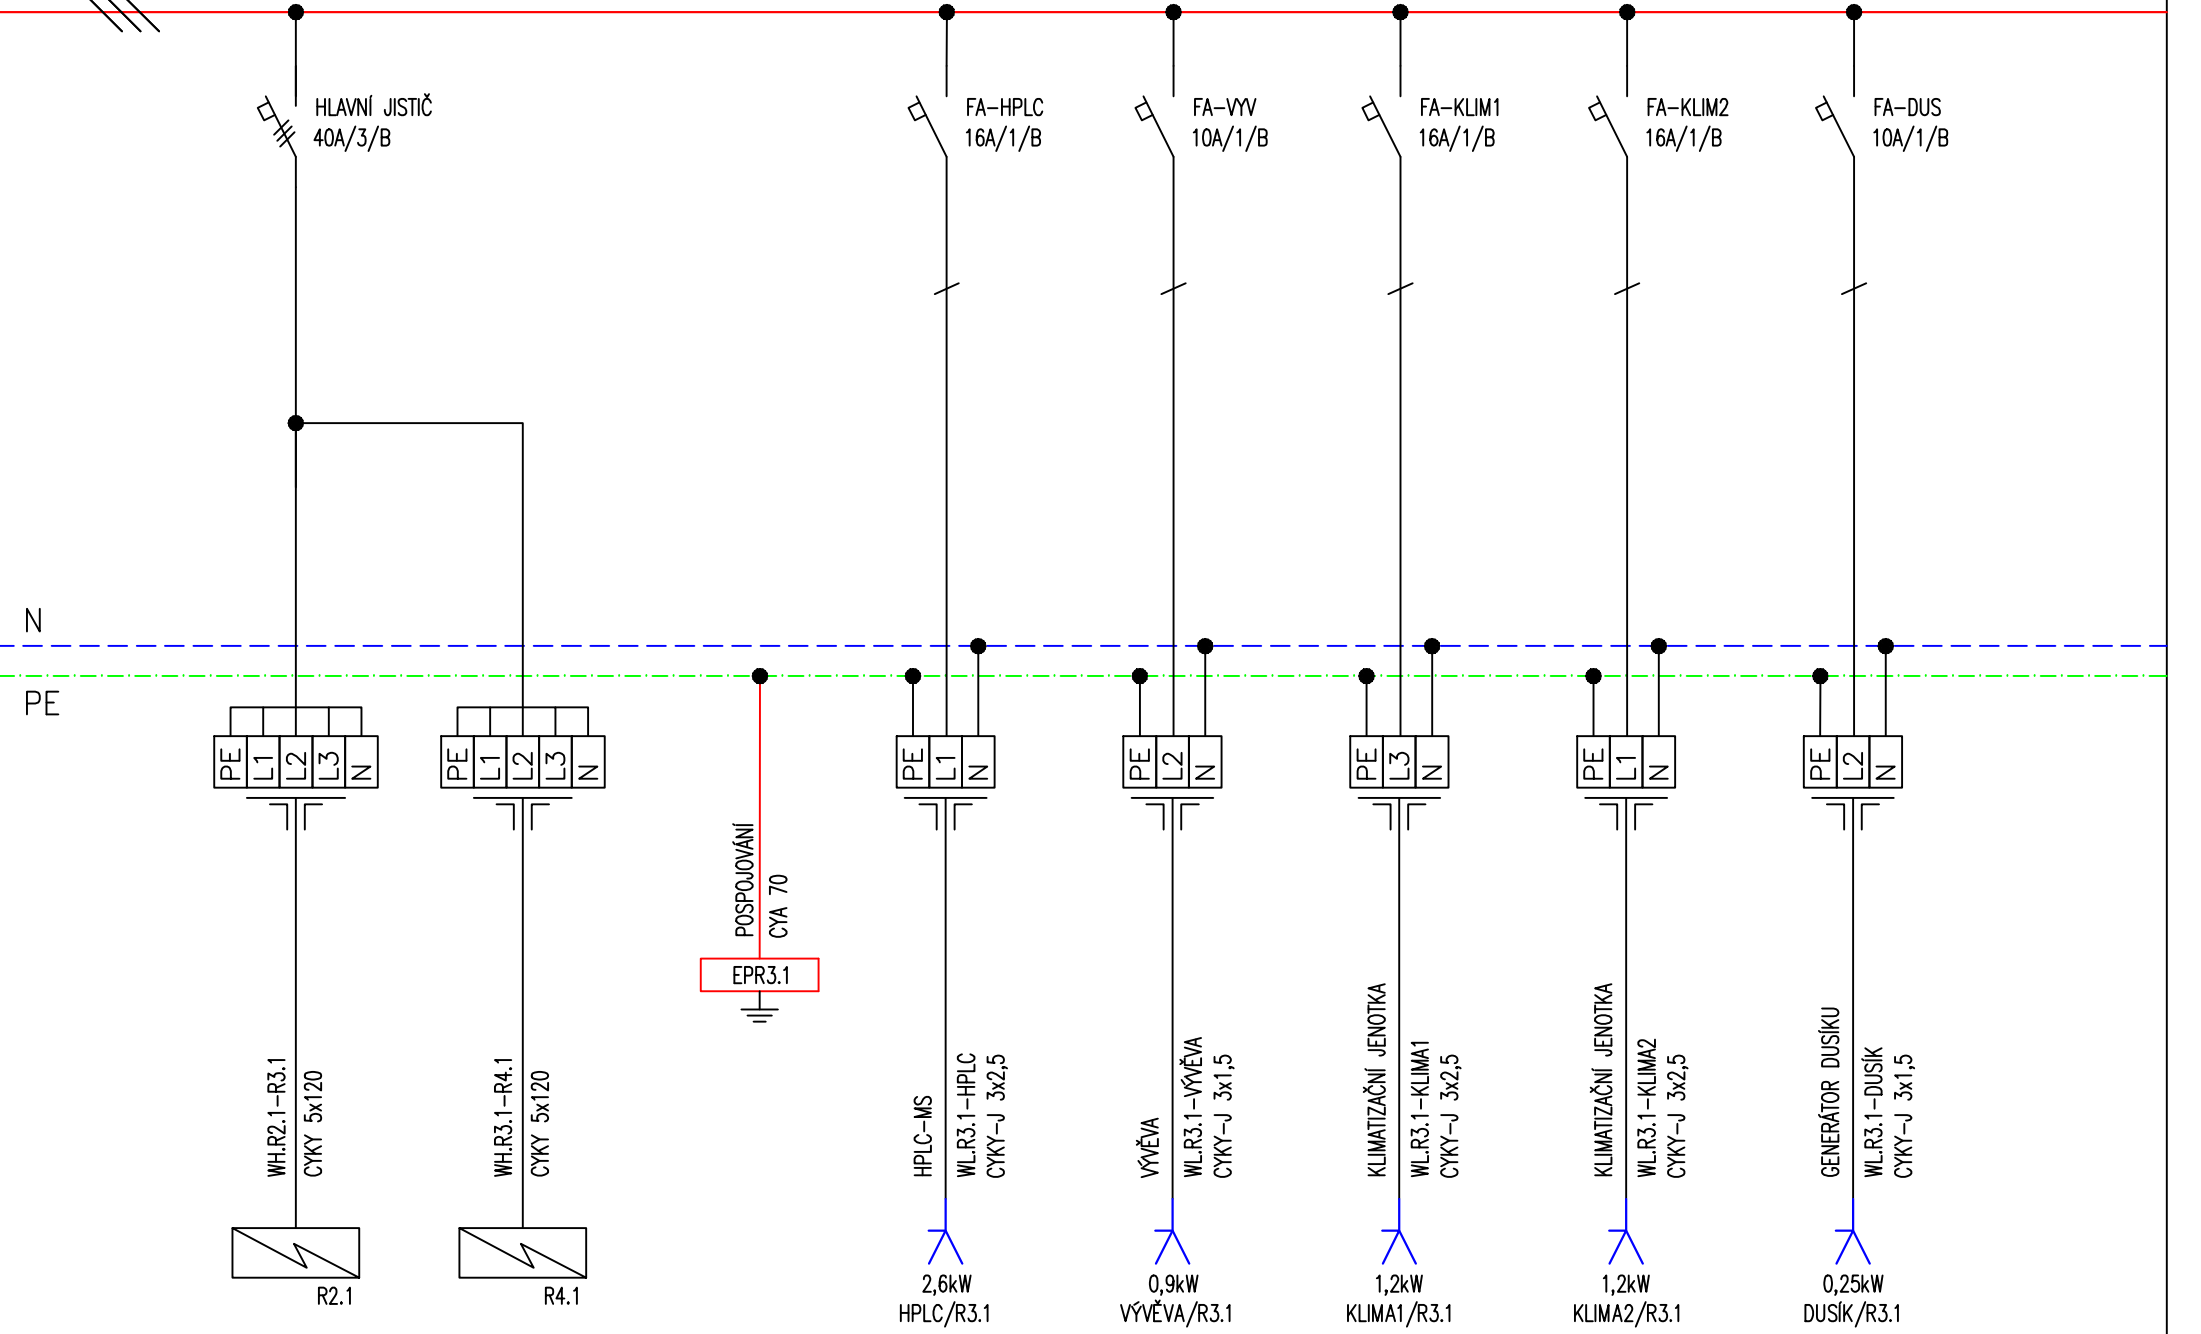 HLAVNÍ JISTIČ
40A/3/B
FA-HPLC
16A/1/B
FA-VYV
10A/1/B
FA-KLIM1
16A/1/B
FA-KLIM2
16A/1/B
FA-DUS
10A/1/B
N
PE
PE L1 L2 L3 N
PE L1 L2 L3 N
PE L1 N
PE L2 N
PE L3 N
PE L1 N
PE L2 N
WH.R2.1-R3.1
CYKY 5x120
R2.1
WH.R3.1-R4.1
CYKY 5x120
R4.1
POSPOJOVÁNÍ
CYA 70
EPR3.1
HPLC-MS
WL.R3.1-HPLC
CYKY-J 3x2,5
2,6kW
HPLC/R3.1
VÝVĚVA
WL.R3.1-VÝVĚVA
CYKY-J 3x1,5
0,9kW
VÝVĚVA/R3.1
KLIMATIZAČNÍ JENOTKA
WL.R3.1-KLIMA1
CYKY-J 3x2,5
1,2kW
KLIMA1/R3.1
KLIMATIZAČNÍ JENOTKA
WL.R3.1-KLIMA2
CYKY-J 3x2,5
1,2kW
KLIMA2/R3.1
GENERÁTOR DUSÍKU
WL.R3.1-DUSÍK
CYKY-J 3x1,5
0,25kW
DUSÍK/R3.1